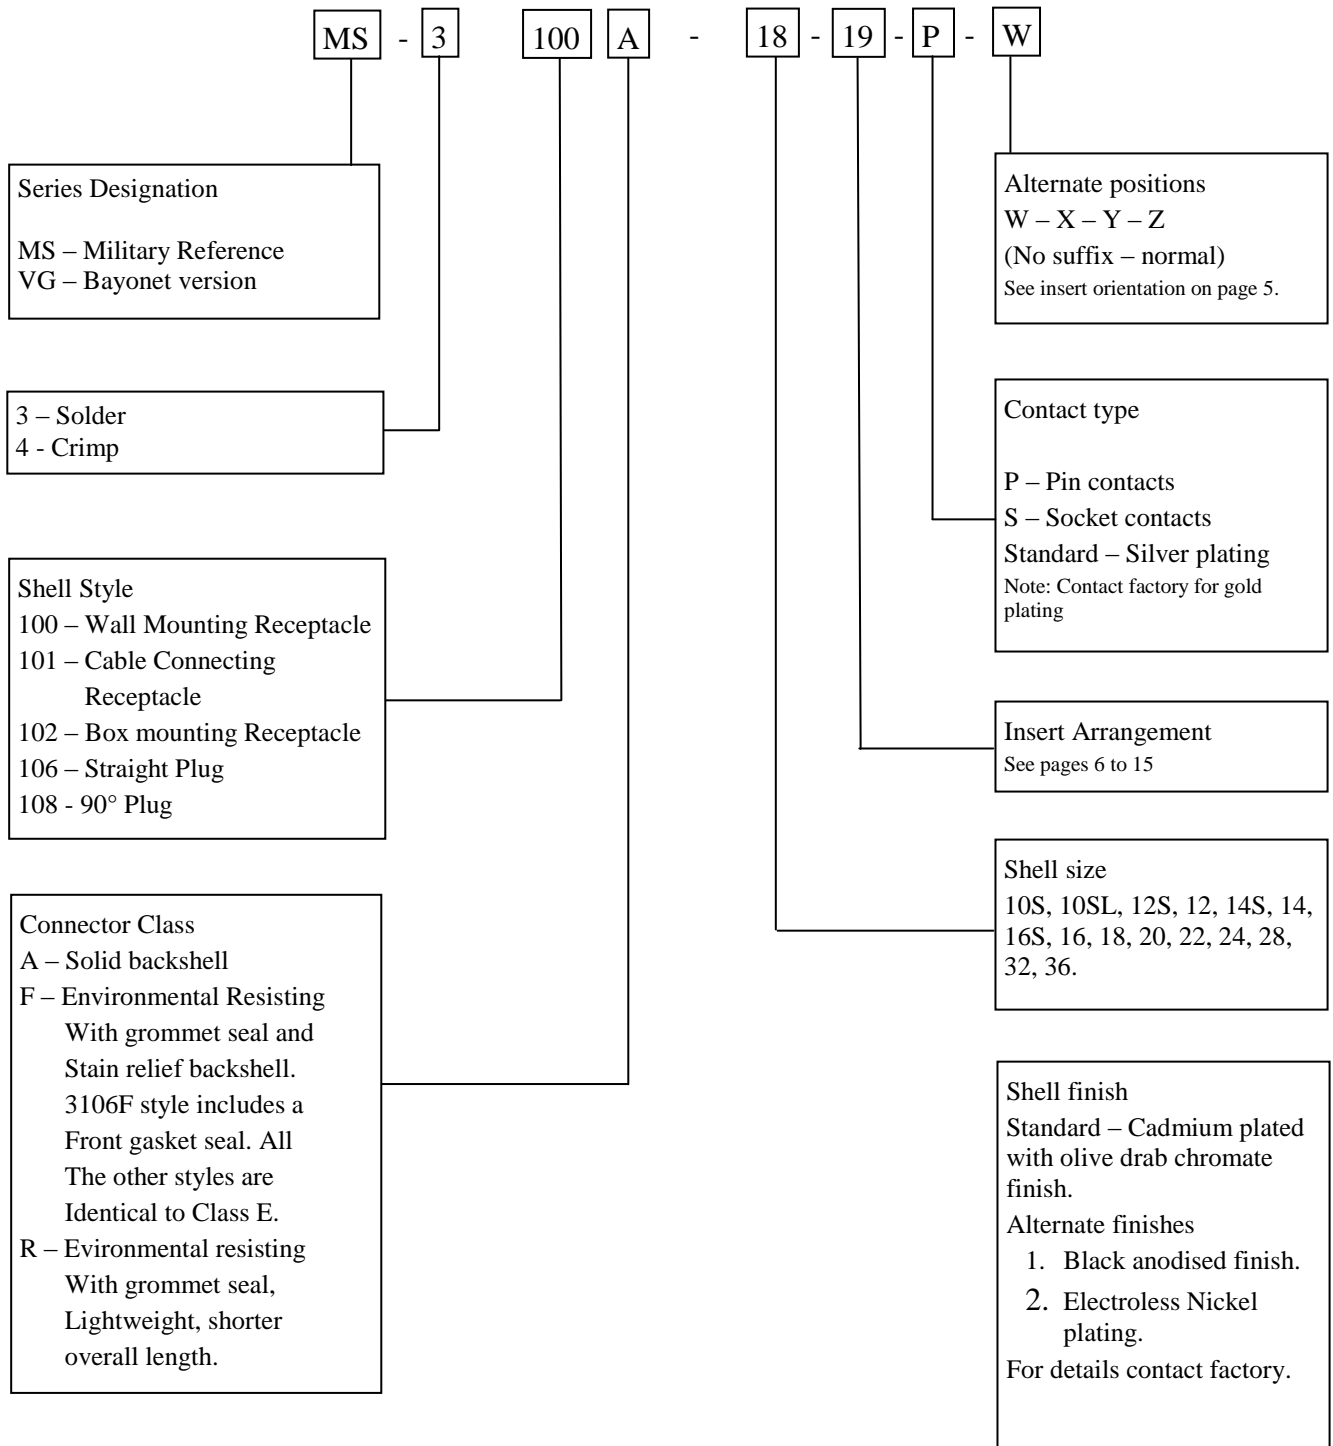 MS - 3 100 A - 18 - 19 - P - W
Series Designation
MS – Military Reference
VG – Bayonet version
3 – Solder
4 - Crimp
Shell Style
100 – Wall Mounting Receptacle
101 – Cable Connecting
Receptacle
102 – Box mounting Receptacle
106 – Straight Plug
108 - 90° Plug
Connector Class
A – Solid backshell
F – Environmental Resisting
With grommet seal and
Stain relief backshell.
3106F style includes a
Front gasket seal. All
The other styles are
Identical to Class E.
R – Evironmental resisting
With grommet seal,
Lightweight, shorter
overall length.
Alternate positions
W – X – Y – Z
(No suffix – normal)
See insert orientation on page 5.
Contact type
P – Pin contacts
S – Socket contacts
Standard – Silver plating
Note: Contact factory for gold
plating
Insert Arrangement
See pages 6 to 15
Shell size
10S, 10SL, 12S, 12, 14S, 14,
16S, 16, 18, 20, 22, 24, 28,
32, 36.
Shell finish
Standard – Cadmium plated
with olive drab chromate
finish.
Alternate finishes
1. Black anodised finish.
2. Electroless Nickel
plating.
For details contact factory.